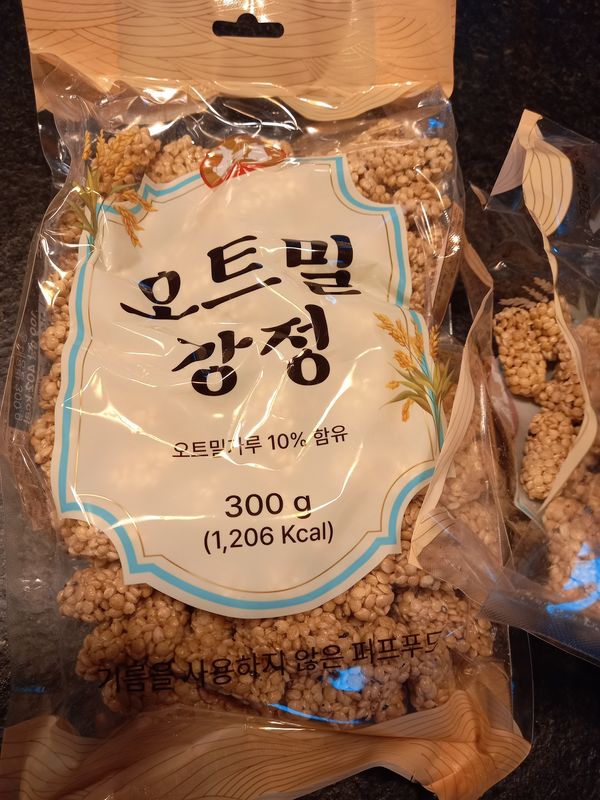 오트밀
강정
오트밀가루 10% 함유
300 g
(1,206 Kcal)
기름을 사용하지 않은 퍼프푸드